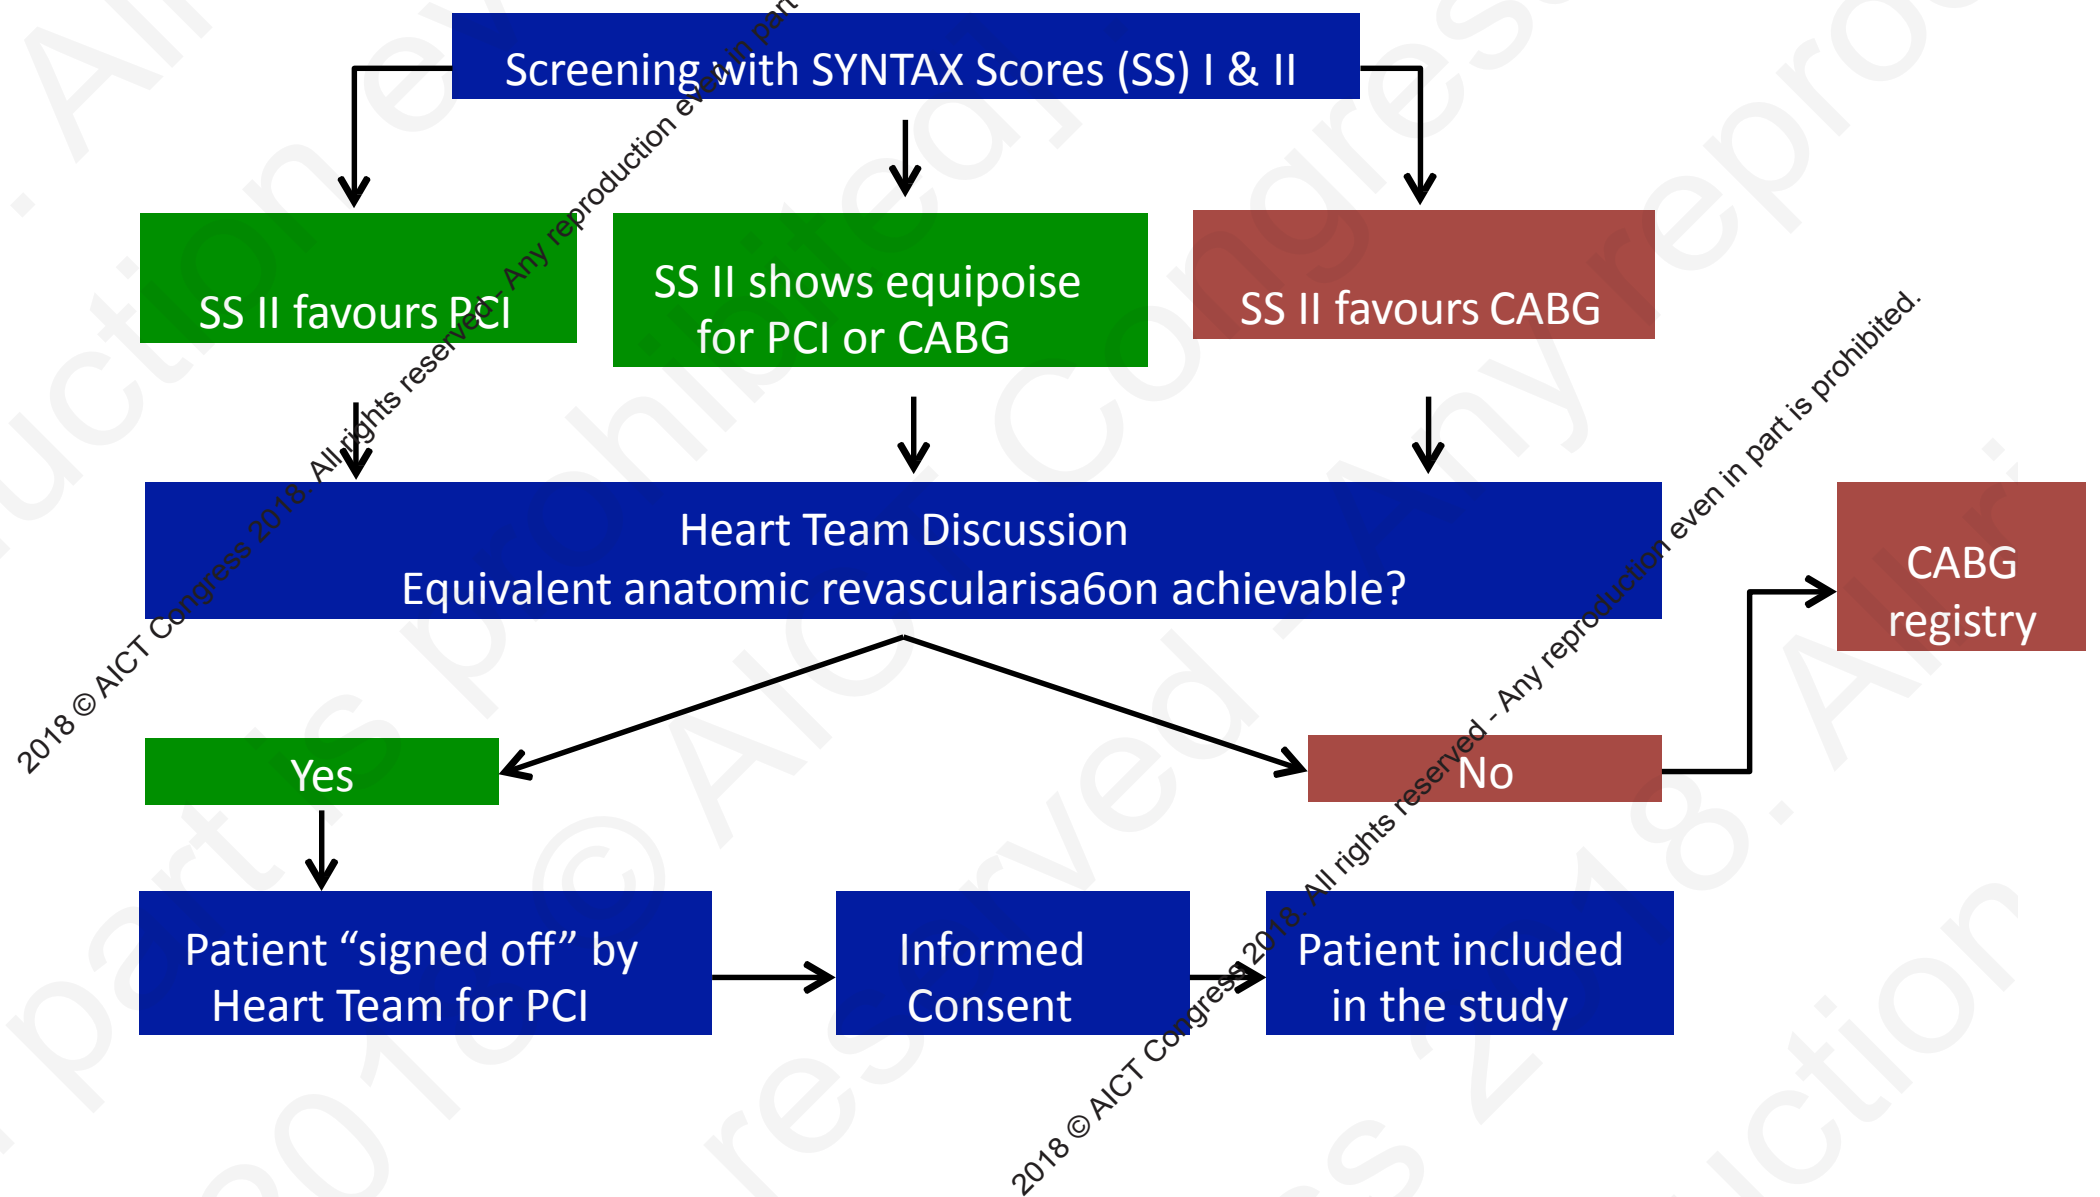 Screening with SYNTAX Scores (SS) I & II
SS II favours PCI
SS II shows equipoise
for PCI or CABG
SS II favours CABG
Heart Team Discussion
Equivalent anatomic revascularisa6on achievable?
CABG
registry
Yes
No
Patient “signed off” by
Heart Team for PCI
Informed
Consent
Patient included
in the study
2018 © AICT Congress 2018. All rights reserved - Any reproduction even in part
2018 © AICT Congress 2018. All rights reserved - Any reproduction even in part is prohibited.